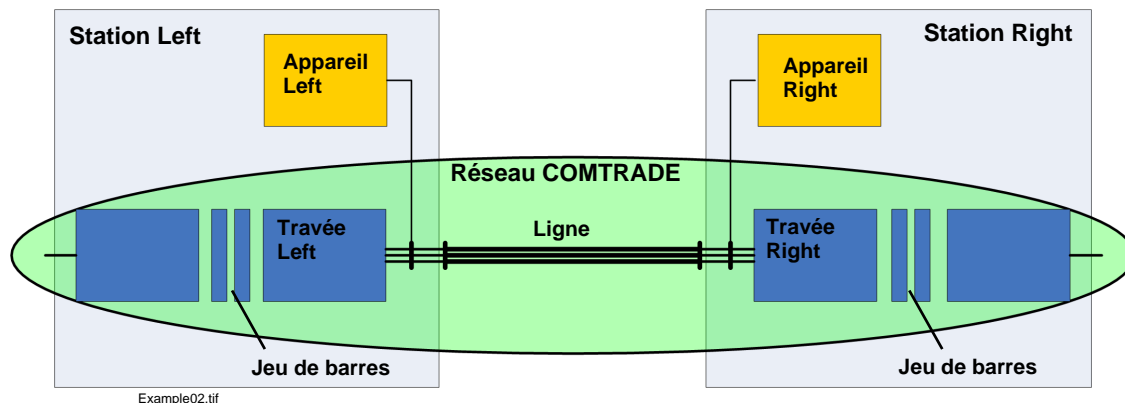 Station Left
Station Right
Appareil
Left
Appareil
Right
Réseau COMTRADE
Travée
Left
Ligne
Travée
Right
Jeu de barres
Jeu de barres
Example02.tif